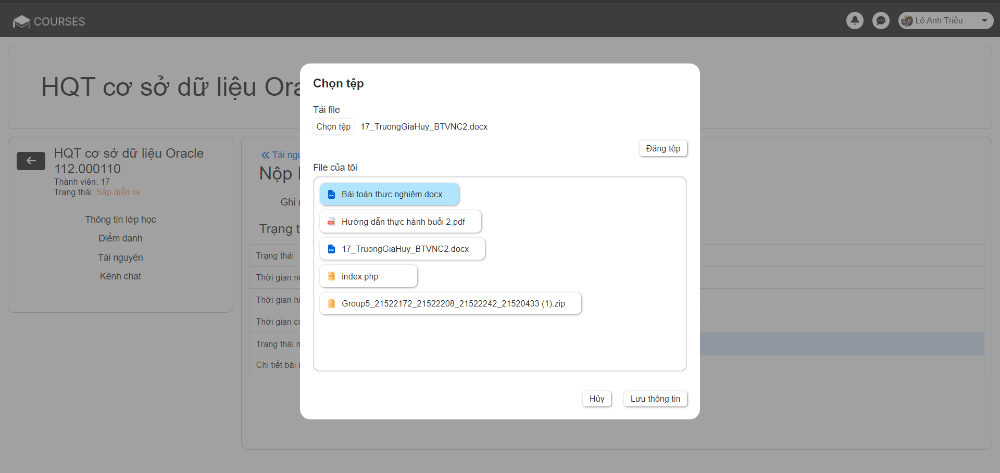 COURSES
Lê Anh Triều
HQT cơ sở dữ liệu Ora
HQT cơ sở dữ liệu Oracle
112.000110
Thành viên: 17
Trạng thái: Sắp diễn ra
Thông tin lớp học
Điểm danh
Tài nguyên
Kênh chat
Tài ngu
Nộp
Ghi
Trạng t
Trạng thái
Thời gian n
Thời gian hi
Thời gian c
Trạng thái n
Chi tiết bài
Chọn tệp
Tải file
Chọn tệp 17_TruongGiaHuy_BTVNC2.docx
Đăng tệp
File của tôi
Bái toán thực nghiệm.docx
Hướng dẫn thực hành buổi 2.pdf
17_TruongGiaHuy_BTVNC2.docx
index.php
Group5_21522172_21522208_21522242_21520433 (1).zip
Hủy
Lưu thông tin